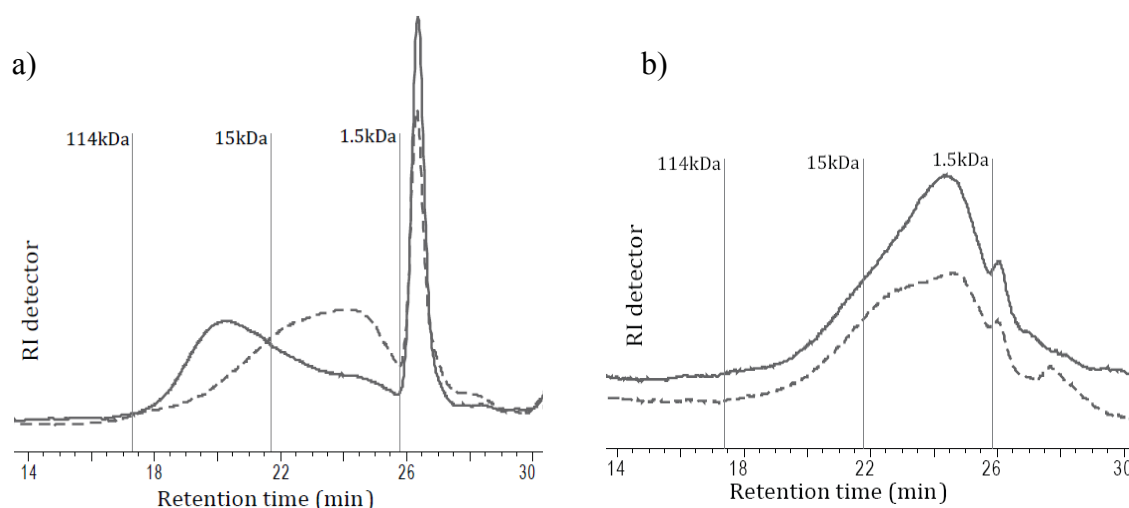 a)
114kDa 15kDa 1.5kDa
RI detector
14 18 22 26 30
Retention time (min)
b)
114kDa 15kDa 1.5kDa
RI detector
14 18 22 26 30
Retention time (min)